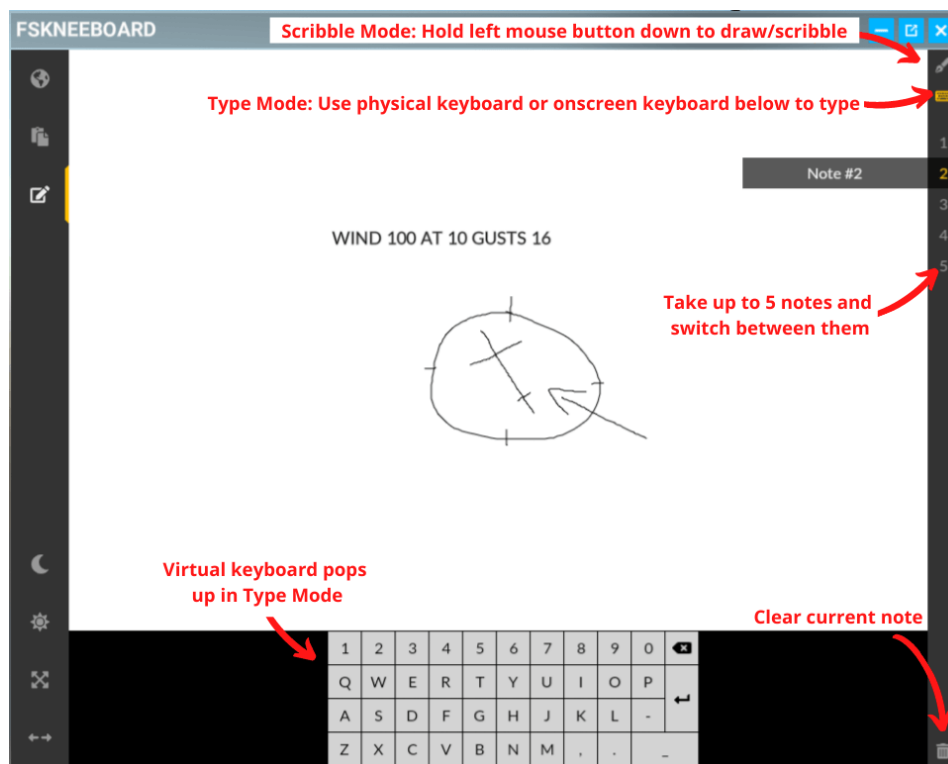 FSKNEEBOARD
Scribble Mode: Hold left mouse button down to draw/scribble
Type Mode: Use physical keyboard or onscreen keyboard below to type
1
Note #2
2
3
4
5
WIND 100 AT 10 GUSTS 16
Take up to 5 notes and
switch between them
Virtual keyboard pops
up in Type Mode
Clear current note
1 2 3 4 5 6 7 8 9 0
Q W E R T Y U I O P
A S D F G H J K L -
Z X C V B N M , . _